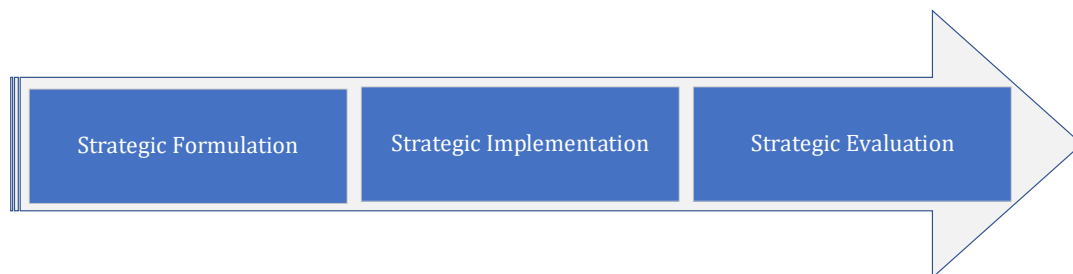 Strategic Formulation
Strategic Implementation
Strategic Evaluation